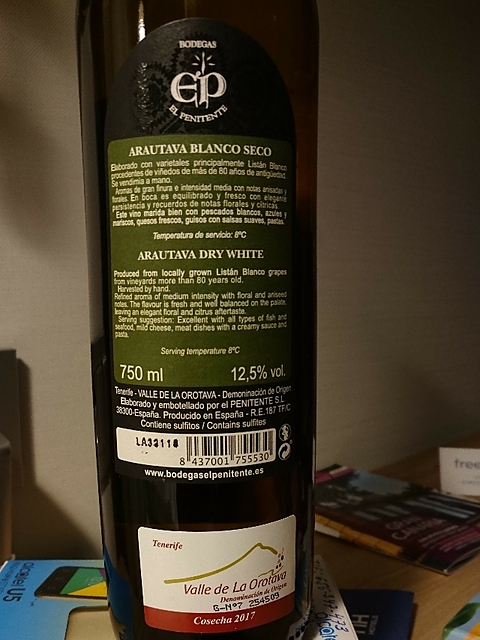 BODEGAS
EP
EL PENITENTE
ARAUTAVA BLANCO SECO
Elaborado con varietales principalmente Listán Blanco
procedentes de viñedos de más de 80 años de antigüedad.
Se vendimia a mano.
Aromas de gran finura e intensidad media con notas anisadas y
florales. En boca es equilibrado y fresco con elegante
persistencia y recuerdos de notas florales y cítricas.
Este vino marida bien con pescados blancos, azules y
mariscos, quesos frescos, guisos con salsas suaves, pastas.
Temperatura de servicio: 8ºC
ARAUTAVA DRY WHITE
Produced from locally grown Listán Blanco grapes
from vineyards more than 80 years old.
Harvested by hand.
Refined aroma of medium intensity with floral and aniseed
notes. The flavour is fresh and well balanced on the palate,
leaving an elegant floral and citrus aftertaste.
Serving suggestion: Excellent with all types of fish and
seafood, mild cheese, meat dishes with a creamy sauce and
pasta.
Serving temperature 8ºC
750 ml 12,5% vol.
Tenerife - VALLE DE LA OROTAVA - Demoninación de Origen
Elaborado y embotellado por el PENITENTE S.L
38300-España. Producido en España - R.E.187 TF/C
Contiene sulfitos / Contains sulfites
LA33118
8 437001 755530
www.bodegaselpenitente.es
Tenerife
Valle de La Orotava
Denominación de Origen
G-Nº7 254509
Cosecha 2017
alcatel U5
free